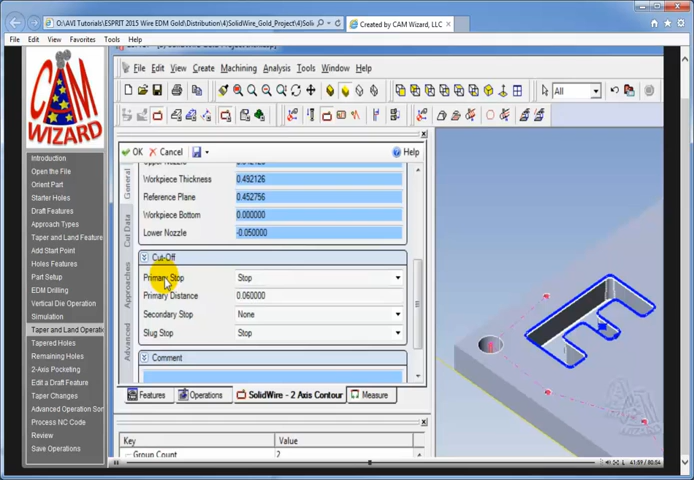 O:\AVI Tutorials\ESPRIT 2015 Wire EDM Gold\Distribution\4)SolidWire_Gold_Project\4)Soli
Created by CAM Wizard, LLC
File Edit View Favorites Tools
CAM
WIZARD
File Edit View Create Machining Analysis Tools Window Help
All
OK Cancel Help
General
Cut Data
Approaches
Advanced
Upper Nozzle
Workpiece Thickness 0.492126
Reference Plane 0.452756
Workpiece Bottom 0.000000
Lower Nozzle -0.050000
Cut-Off
Primary Stop Stop
Primary Distance 0.060000
Secondary Stop None
Slug Stop Stop
Comment
Features Operations SolidWire - 2 Axis Contour Measure
Key Value
Group Count 2
Introduction
Open the File
Orient Part
Starter Holes
Draft Features
Approach Types
Taper and Land Feature
Add Start Point
Holes Features
Part Setup
EDM Drilling
Vertical Die Operation
Simulation
Taper and Land Operati
Tapered Holes
Remaining Holes
2-Axis Pocketing
Edit a Draft Feature
Taper Changes
Advanced Operation Sor
Process NC Code
Review
Save Operations
41:59 / 80:54